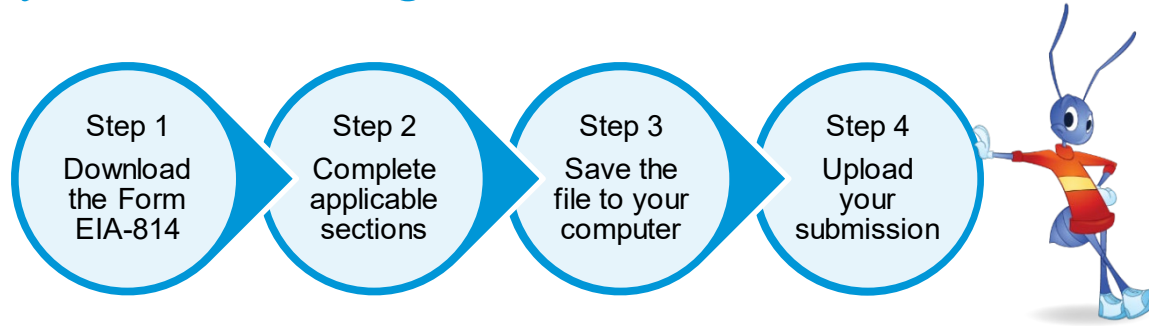 Step 1
Download
the Form
EIA-814
Step 2
Complete
applicable
sections
Step 3
Save the
file to your
computer
Step 4
Upload
your
submission